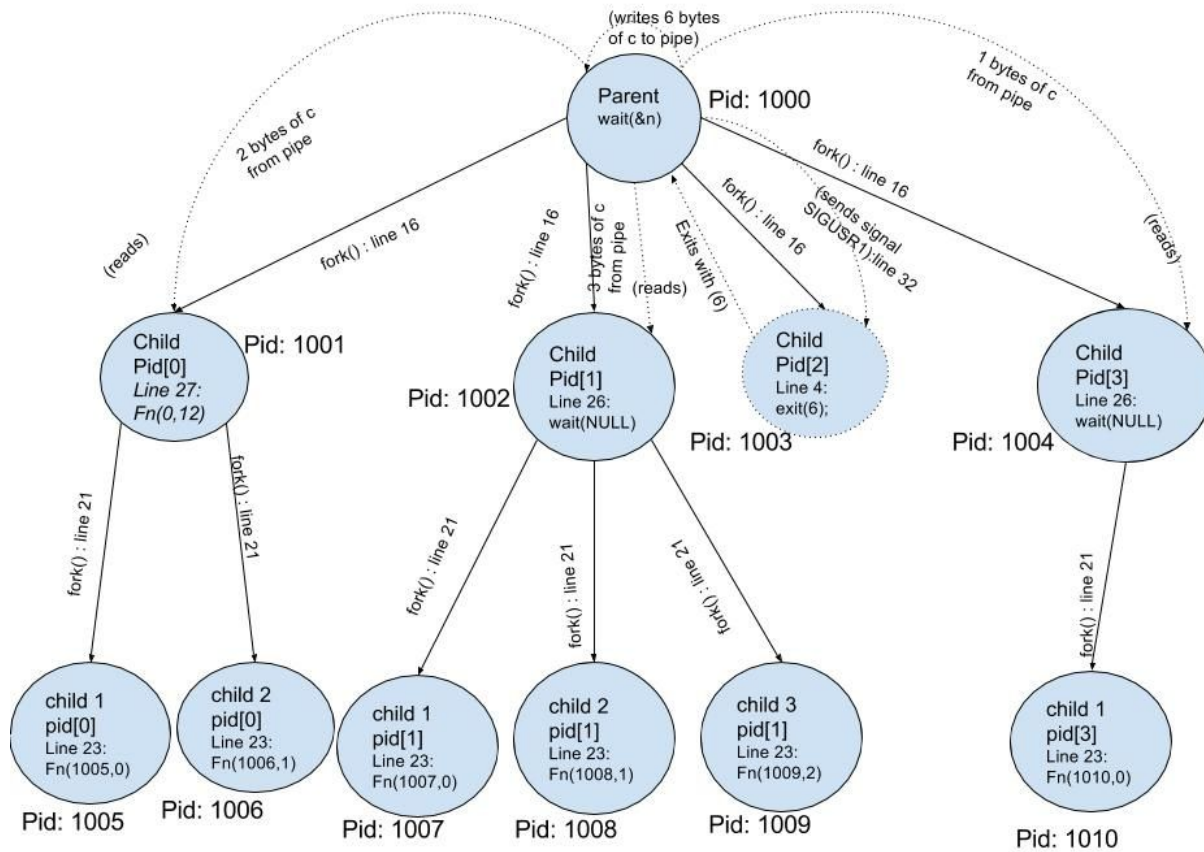 (writes 6 bytes
of c to pipe)
Parent
wait(&n)
Pid: 1000
1 bytes of c
from pipe
2 bytes of c
from pipe
fork() : line 16
(sends signal
SIGUSR1):line 32
fork() : line 16
fork() : line 16
fork() : line 16
3 bytes of c
from pipe
Exits with (6)
(reads)
(reads)
(reads)
Child
Pid[0]
Line 27:
Fn(0,12)
Pid: 1001
Child
Pid[1]
Line 26:
wait(NULL)
Pid: 1002
Child
Pid[2]
Line 4:
exit(6);
Pid: 1003
Child
Pid[3]
Line 26:
wait(NULL)
Pid: 1004
fork() : line 21
fork() : line 21
fork() : line 21
fork() : line 21
fork() : line 21
fork() : line 21
child 1
pid[0]
Line 23:
Fn(1005,0)
Pid: 1005
child 2
pid[0]
Line 23:
Fn(1006,1)
Pid: 1006
child 1
pid[1]
Line 23:
Fn(1007,0)
Pid: 1007
child 2
pid[1]
Line 23:
Fn(1008,1)
Pid: 1008
child 3
pid[1]
Line 23:
Fn(1009,2)
Pid: 1009
child 1
pid[3]
Line 23:
Fn(1010,0)
Pid: 1010